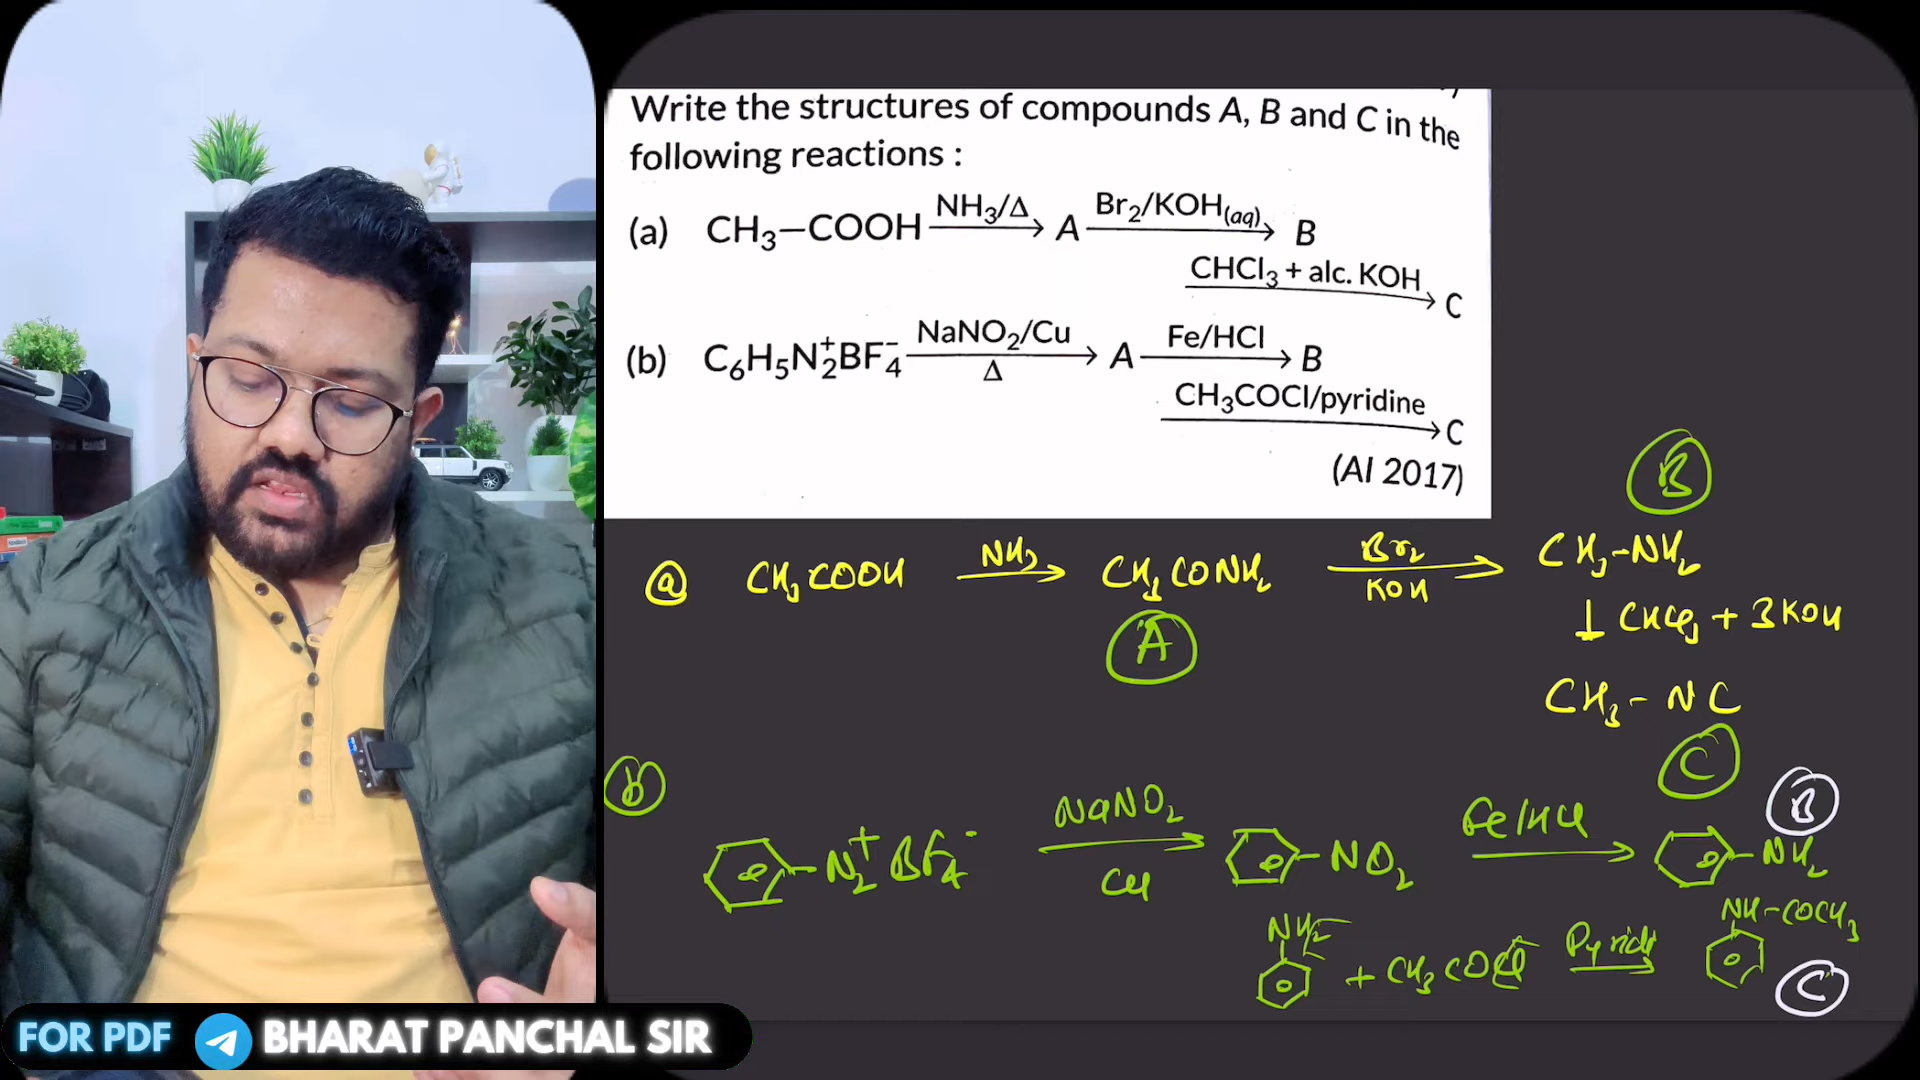 Write the structures of compounds A, B and C in the
following reactions :
(a) CH₃–COOH NH₃/Δ → A Br₂/KOH(aq) → B
CHCl₃ + alc. KOH → C
(b) C₆H₅N₂⁺BF₄⁻ NaNO₂/Cu Δ → A Fe/HCl → B
CH₃COCl/pyridine → C
(AI 2017)
B
ⓐ CH₃COOH NH₃ → CH₃CONH₂ Br₂ KOH → CH₃-NH₂
A
↓ CHCl₃ + 3KOH
CH₃-NC
C
ⓑ
B
-N₂⁺BF₄⁻ NaNO₂ Cu → -NO₂ Fe/HCl → -NH₂
NH₂ + CH₃COCl → NH-COCH₃
C
FOR PDF BHARAT PANCHAL SIR